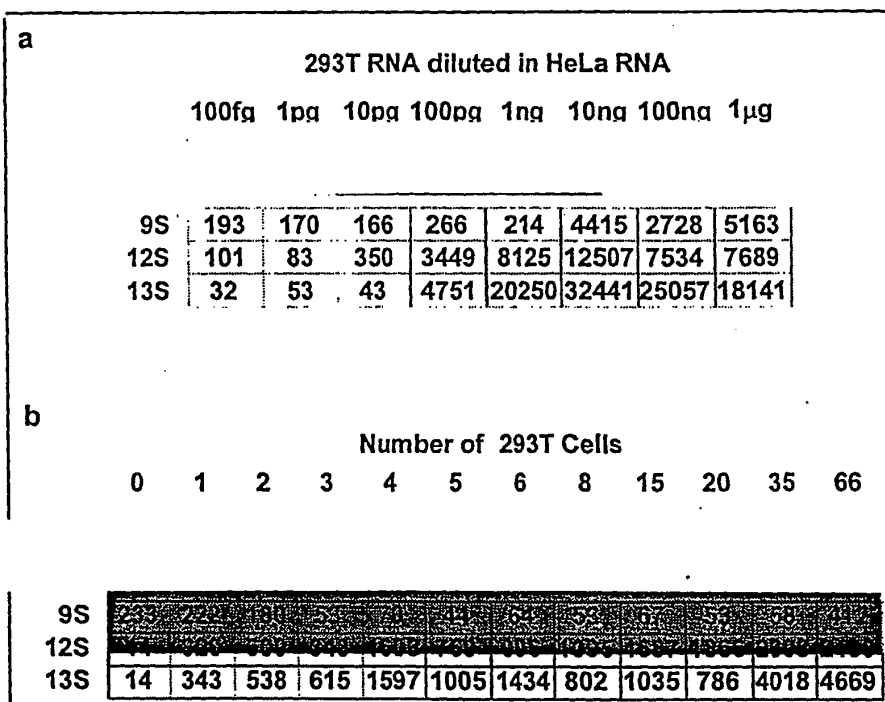 a
293T RNA diluted in HeLa RNA
100fg 1pg 10pg 100pg 1ng 10ng 100ng 1µg
9S 193 170 166 266 214 4415 2728 5163
12S 101 83 350 3449 8125 12507 7534 7689
13S 32 53 43 4751 20250 32441 25057 18141
b
Number of 293T Cells
0 1 2 3 4 5 6 8 15 20 35 66
9S
12S
13S 14 343 538 615 1597 1005 1434 802 1035 786 4018 4669